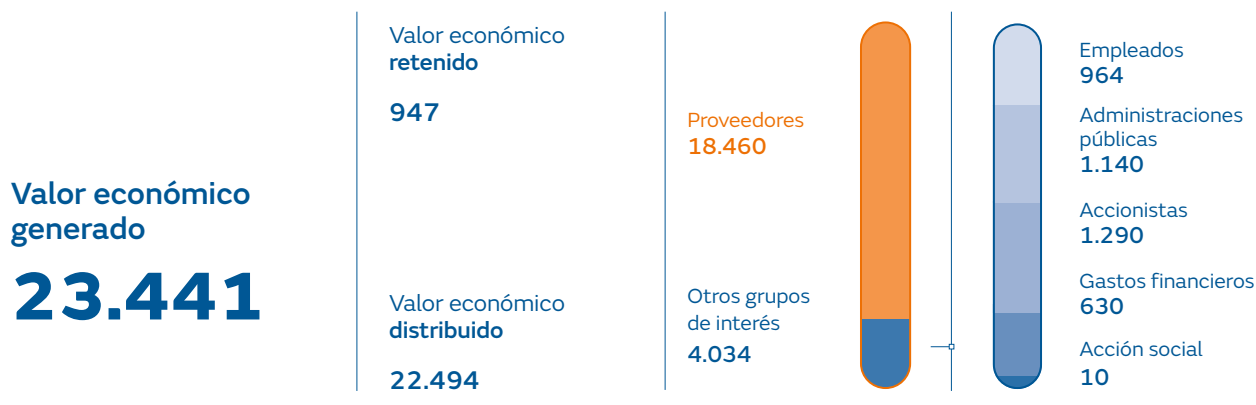 Valor económico
generado
23.441
Valor económico
retenido
947
Valor económico
distribuido
22.494
Proveedores
18.460
Otros grupos
de interés
4.034
Empleados
964
Administraciones
públicas
1.140
Accionistas
1.290
Gastos financieros
630
Acción social
10